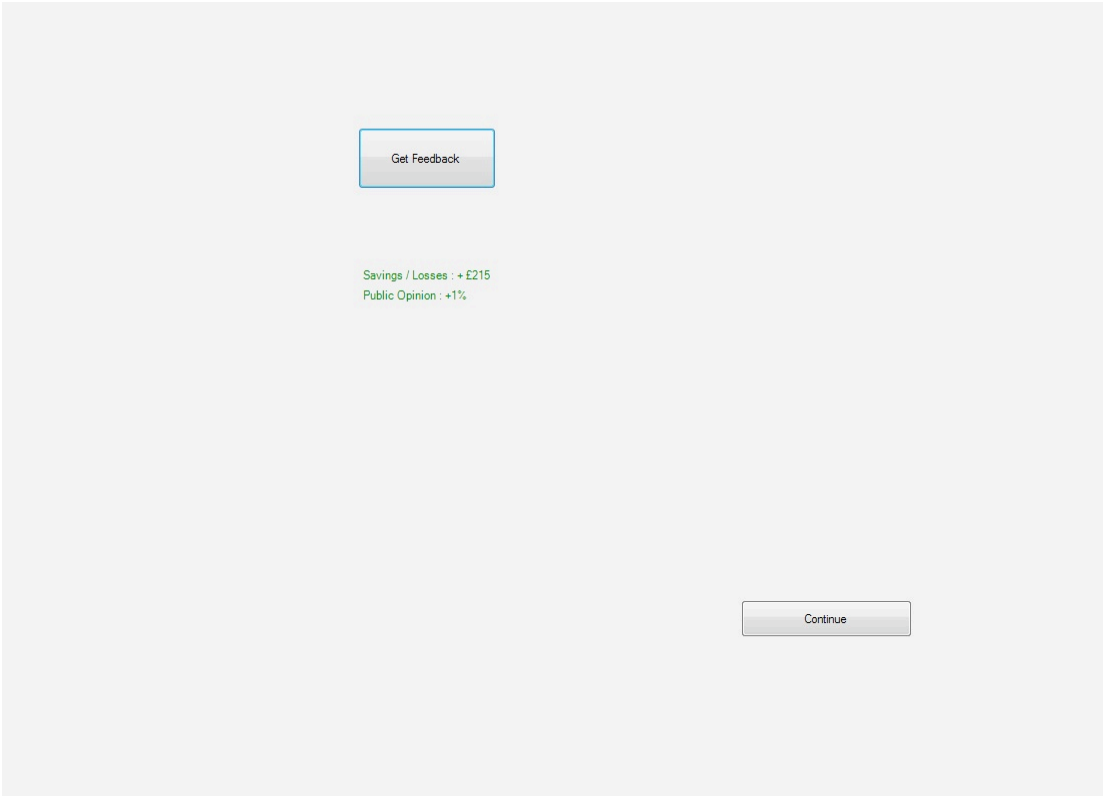 Get Feedback
Savings / Losses : + £215
Public Opinion : +1%
Continue